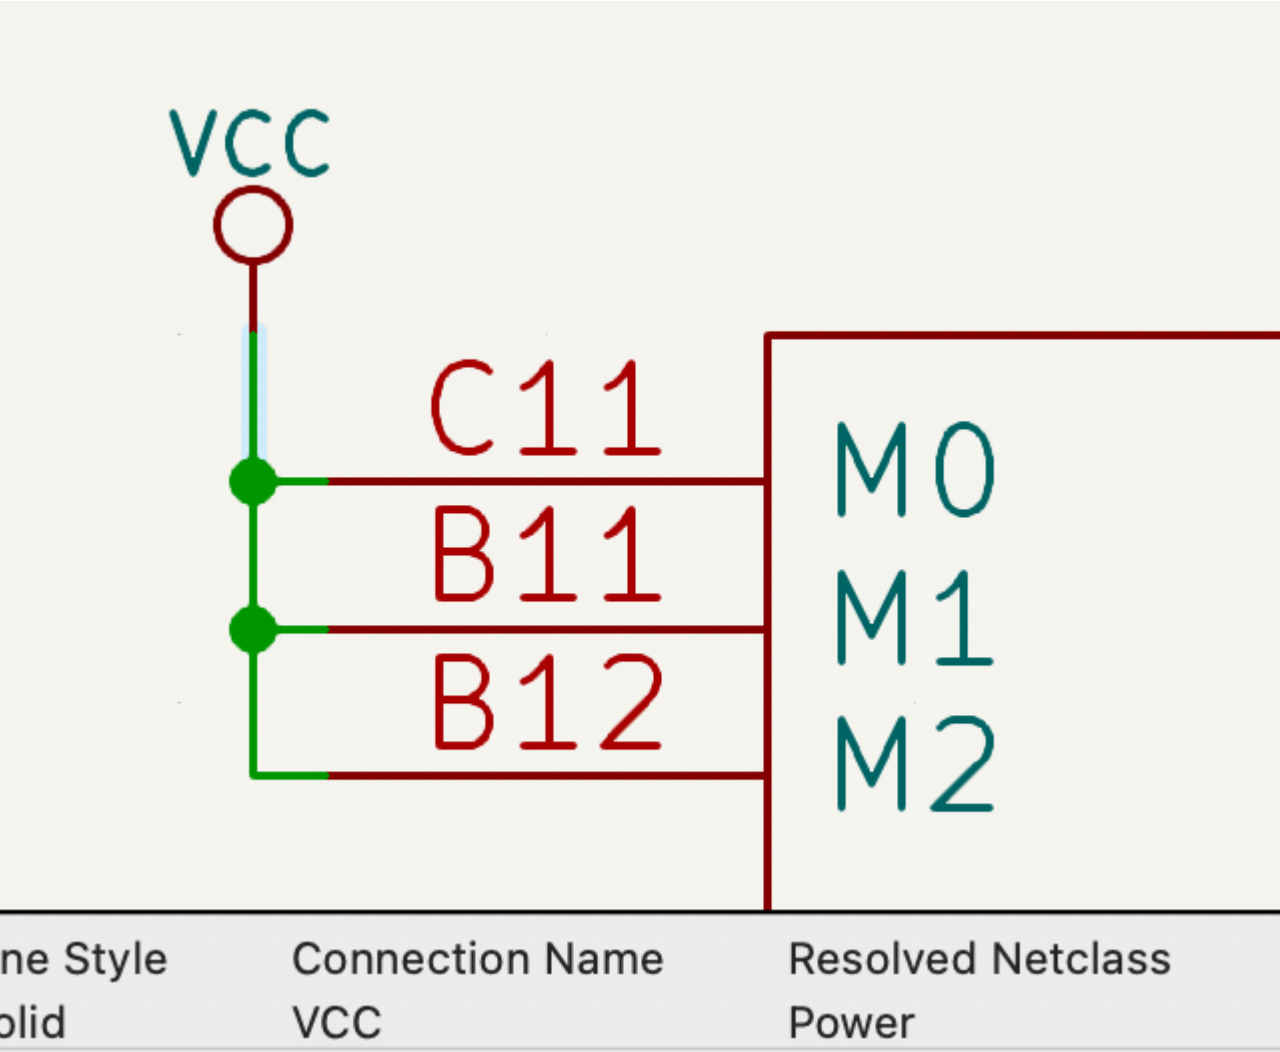 VCC
C11
M0
B11
M1
B12
M2
ne Style Connection Name Resolved Netclass
olid VCC Power